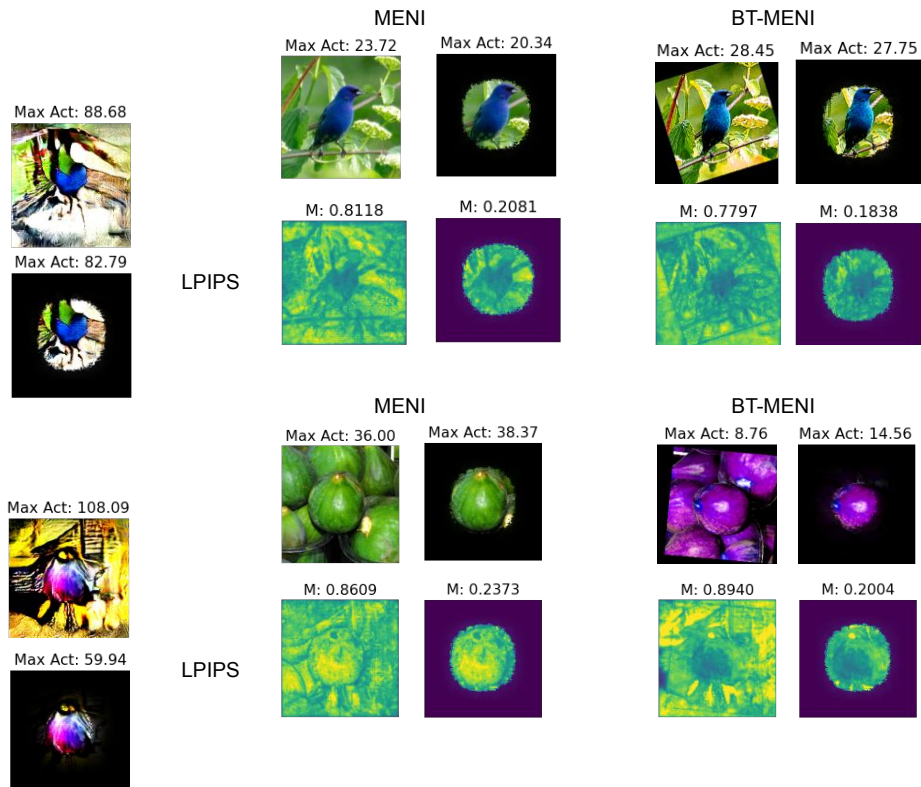 MENI
BT-MENI
Max Act: 23.72
Max Act: 20.34
Max Act: 28.45
Max Act: 27.75
Max Act: 88.68
M: 0.8118
M: 0.2081
M: 0.7797
M: 0.1838
Max Act: 82.79
LPIPS
MENI
BT-MENI
Max Act: 36.00
Max Act: 38.37
Max Act: 8.76
Max Act: 14.56
Max Act: 108.09
M: 0.8609
M: 0.2373
M: 0.8940
M: 0.2004
Max Act: 59.94
LPIPS